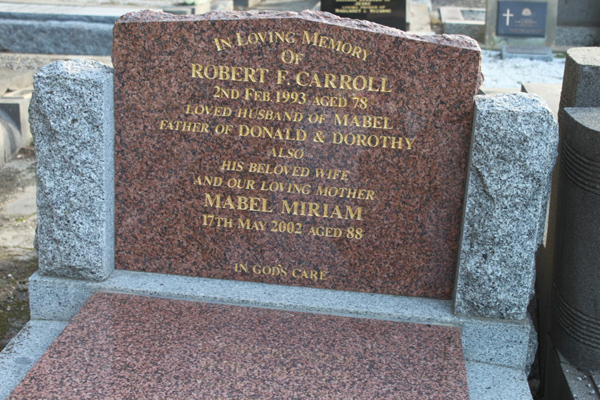 IN LOVING MEMORY
OF
ROBERT F. CARROLL
2ND FEB. 1993 AGED 78
LOVED HUSBAND OF MABEL
FATHER OF DONALD & DOROTHY
ALSO
HIS BELOVED WIFE
AND OUR LOVING MOTHER
MABEL MIRIAM
17TH MAY 2002 AGED 88
IN GOD'S CARE